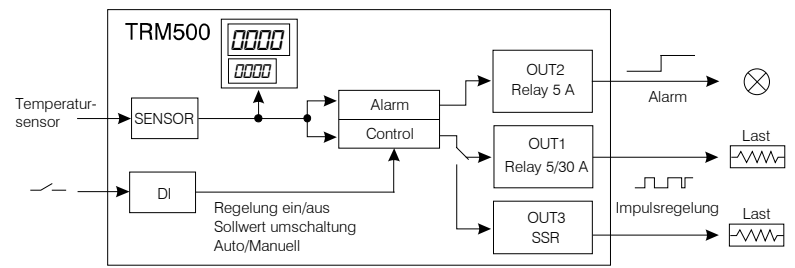 TRM500
0000
0000
Temperatur-
sensor
SENSOR
Alarm
Control
OUT2
Relay 5 A
Alarm
OUT1
Relay 5/30 A
Last
DI
Regelung ein/aus
Sollwert umschaltung
Auto/Manuell
OUT3
SSR
Impulsregelung
Last